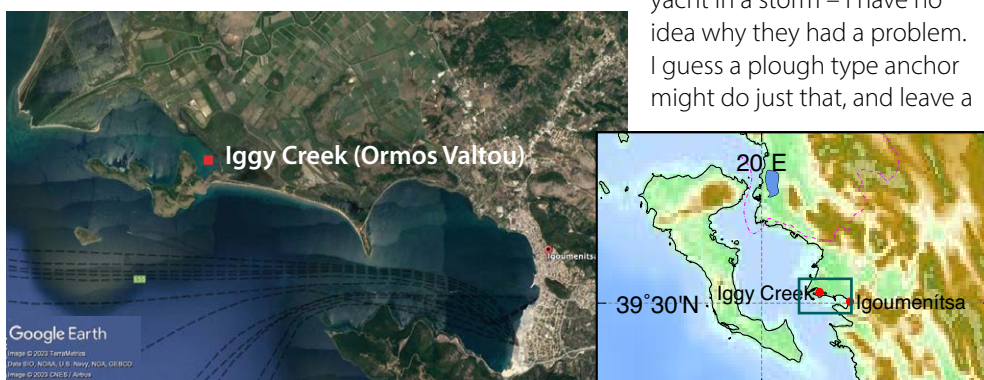 yacht in a storm – I have no
idea why they had a problem.
I guess a plough type anchor
might do just that, and leave a
Iggy Creek (Ormos Valtou)
Igoumenitsa
Google Earth
Image © 2023 TerraMetrics
Data SIO, NOAA, U.S. Navy, NGA, GEBCO
Image © 2023 CNES / Airbus
20˚E
39˚30'N
Iggy Creek
Igoumenítsa